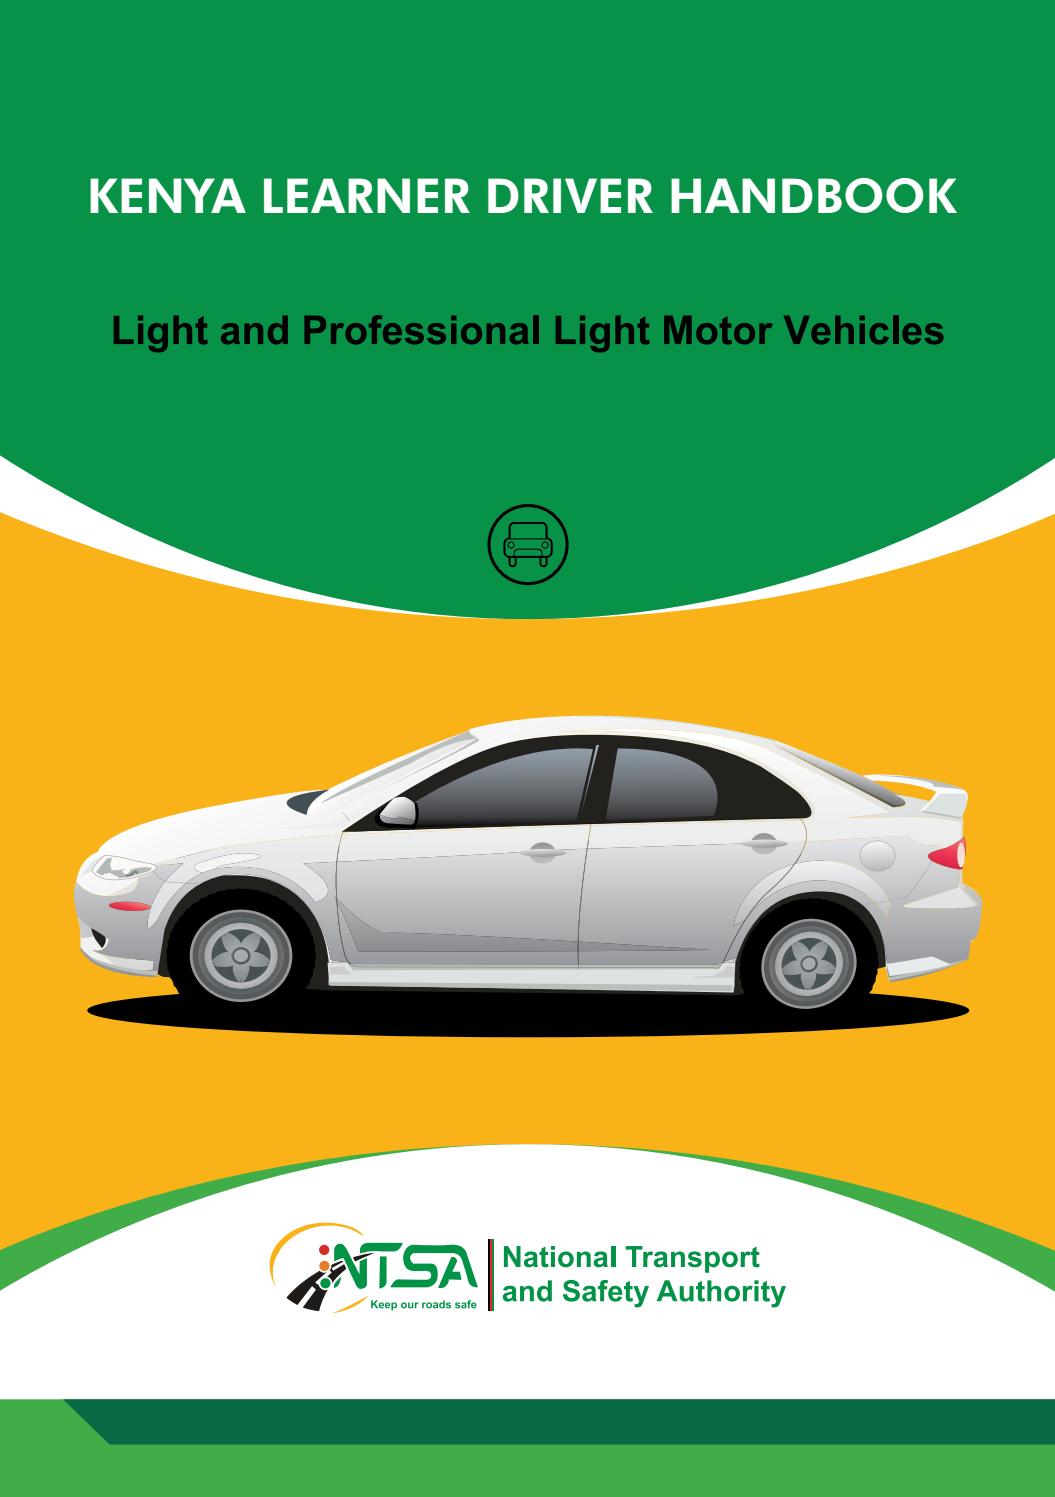 KENYA LEARNER DRIVER HANDBOOK
Light and Professional Light Motor Vehicles
NTSA
Keep our roads safe
National Transport
and Safety Authority